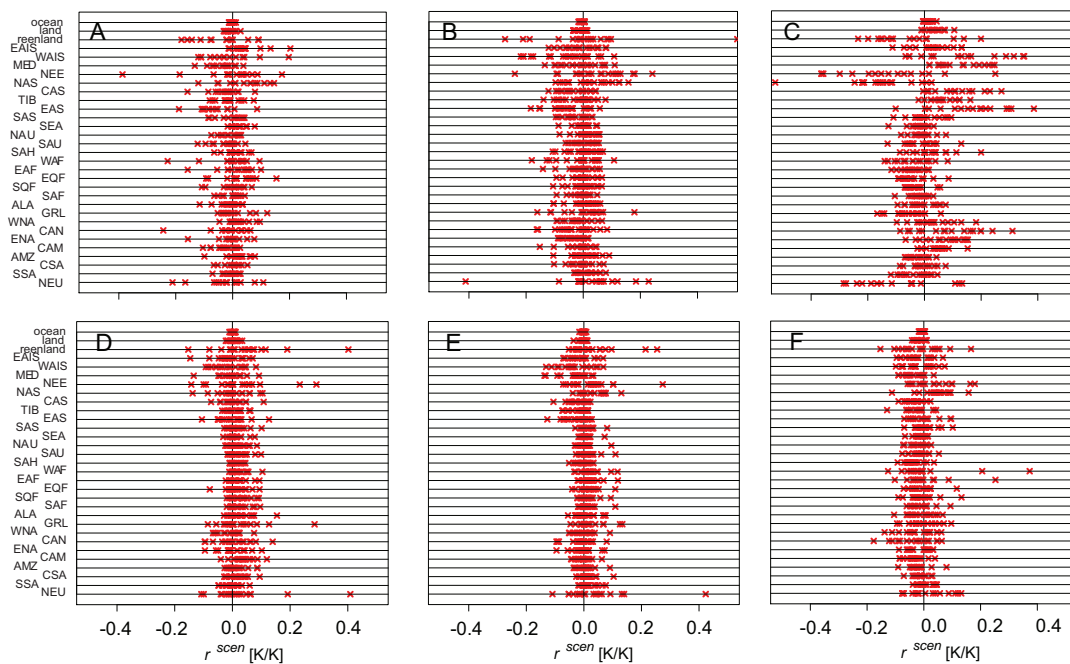 A
B
C
ocean
land
reenland
EAIS
WAIS
MED
NEE
NAS
CAS
TIB
EAS
SAS
SEA
NAU
SAU
SAH
WAF
EAF
EQF
SQF
SAF
ALA
GRL
WNA
CAN
ENA
CAM
AMZ
CSA
SSA
NEU
D
E
F
ocean
land
reenland
EAIS
WAIS
MED
NEE
NAS
CAS
TIB
EAS
SAS
SEA
NAU
SAU
SAH
WAF
EAF
EQF
SQF
SAF
ALA
GRL
WNA
CAN
ENA
CAM
AMZ
CSA
SSA
NEU
-0.4 -0.2 0.0 0.2 0.4
-0.4 -0.2 0.0 0.2 0.4
-0.4 -0.2 0.0 0.2 0.4
r scen [K/K]
r scen [K/K]
r scen [K/K]